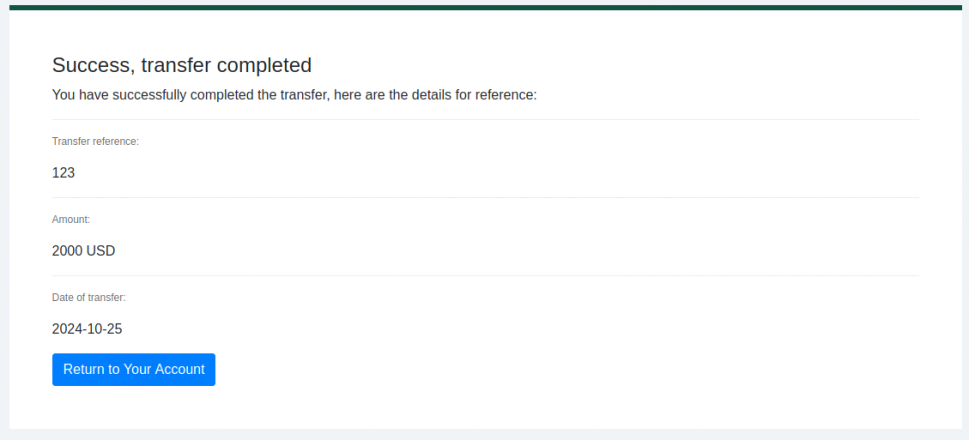 Success, transfer completed
You have successfully completed the transfer, here are the details for reference:
Transfer reference:
123
Amount:
2000 USD
Date of transfer:
2024-10-25
Return to Your Account